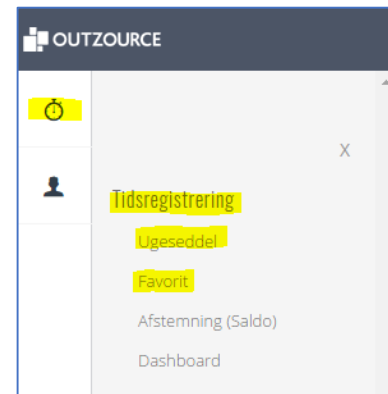 OUTZOURCE
X
Tidsregistrering
Ugeseddel
Favorit
Afstemning (Saldo)
Dashboard